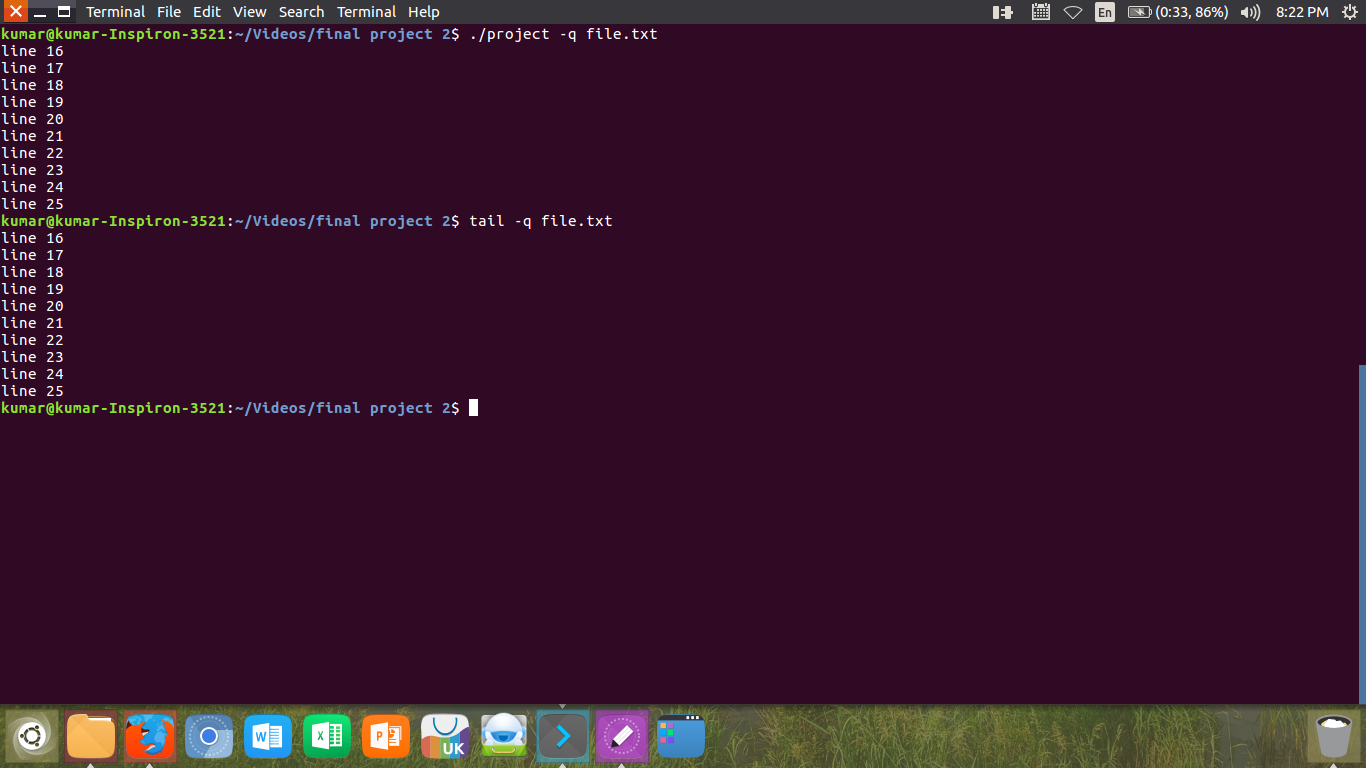 Terminal File Edit View Search Terminal Help En (0:33, 86%) 8:22 PM
kumar@kumar-Inspiron-3521:~/Videos/final project 2$ ./project -q file.txt
line 16
line 17
line 18
line 19
line 20
line 21
line 22
line 23
line 24
line 25
kumar@kumar-Inspiron-3521:~/Videos/final project 2$ tail -q file.txt
line 16
line 17
line 18
line 19
line 20
line 21
line 22
line 23
line 24
line 25
kumar@kumar-Inspiron-3521:~/Videos/final project 2$
W X P UK